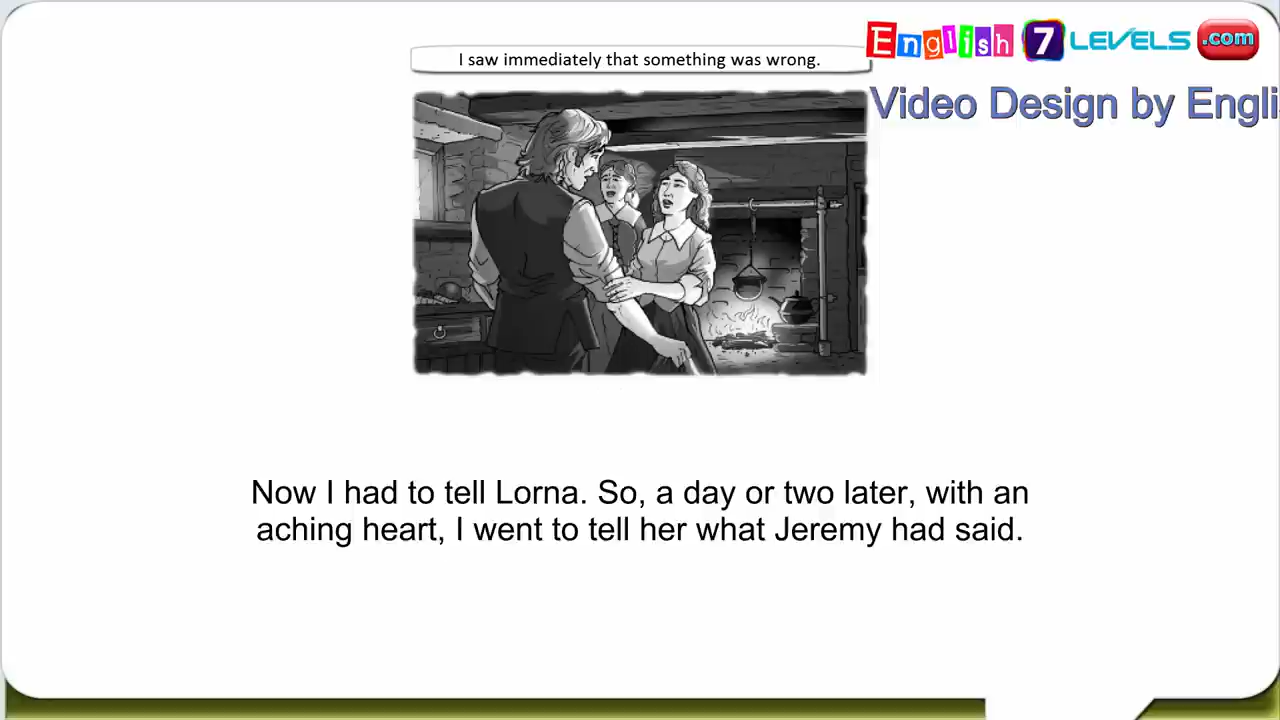 English 7 LEVELS .com
I saw immediately that something was wrong.
Video Design by Engli
Now I had to tell Lorna. So, a day or two later, with an
aching heart, I went to tell her what Jeremy had said.